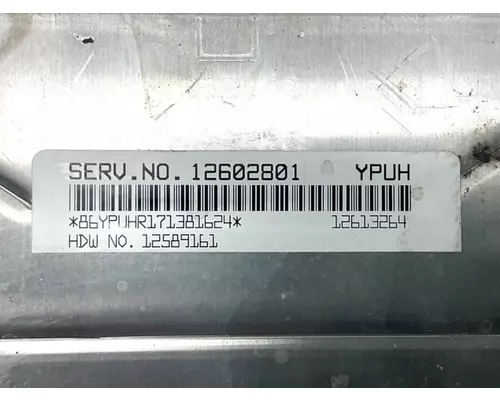 SERV.NO. 12602801 YPUH
*86YPUHR171381624* 12613264
HDW NO. 12589161